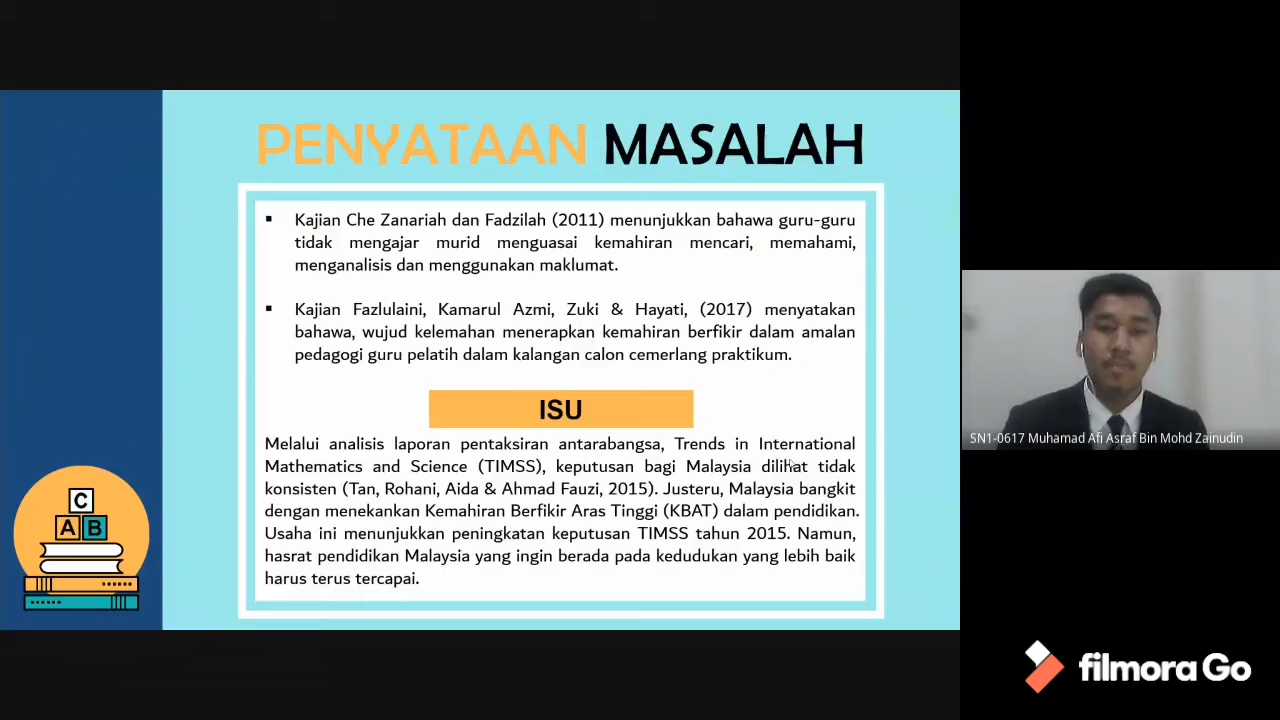 PENYATAAN MASALAH
▪ Kajian Che Zanariah dan Fadzilah (2011) menunjukkan bahawa guru-guru
tidak mengajar murid menguasai kemahiran mencari, memahami,
menganalisis dan menggunakan maklumat.
▪ Kajian Fazlulaini, Kamarul Azmi, Zuki & Hayati, (2017) menyatakan
bahawa, wujud kelemahan menerapkan kemahiran berfikir dalam amalan
pedagogi guru pelatih dalam kalangan calon cemerlang praktikum.
ISU
Melalui analisis laporan pentaksiran antarabangsa, Trends in International
Mathematics and Science (TIMSS), keputusan bagi Malaysia dilihat tidak
konsisten (Tan, Rohani, Aida & Ahmad Fauzi, 2015). Justeru, Malaysia bangkit
dengan menekankan Kemahiran Berfikir Aras Tinggi (KBAT) dalam pendidikan.
Usaha ini menunjukkan peningkatan keputusan TIMSS tahun 2015. Namun,
hasrat pendidikan Malaysia yang ingin berada pada kedudukan yang lebih baik
harus terus tercapai.
C
A B
SN1-0617 Muhamad Afi Asraf Bin Mohd Zainudin
filmora Go